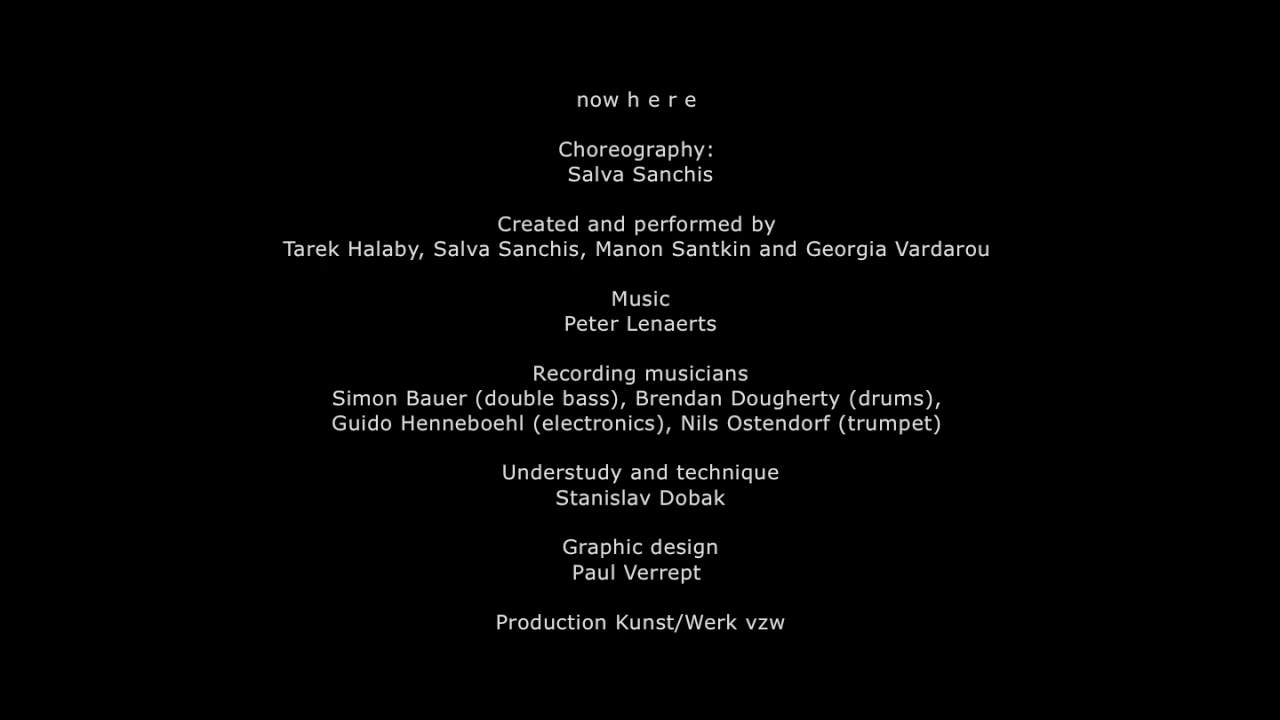 now h e r e
Choreography:
Salva Sanchis
Created and performed by
Tarek Halaby, Salva Sanchis, Manon Santkin and Georgia Vardarou
Music
Peter Lenaerts
Recording musicians
Simon Bauer (double bass), Brendan Dougherty (drums),
Guido Henneboehl (electronics), Nils Ostendorf (trumpet)
Understudy and technique
Stanislav Dobak
Graphic design
Paul Verrept
Production Kunst/Werk vzw